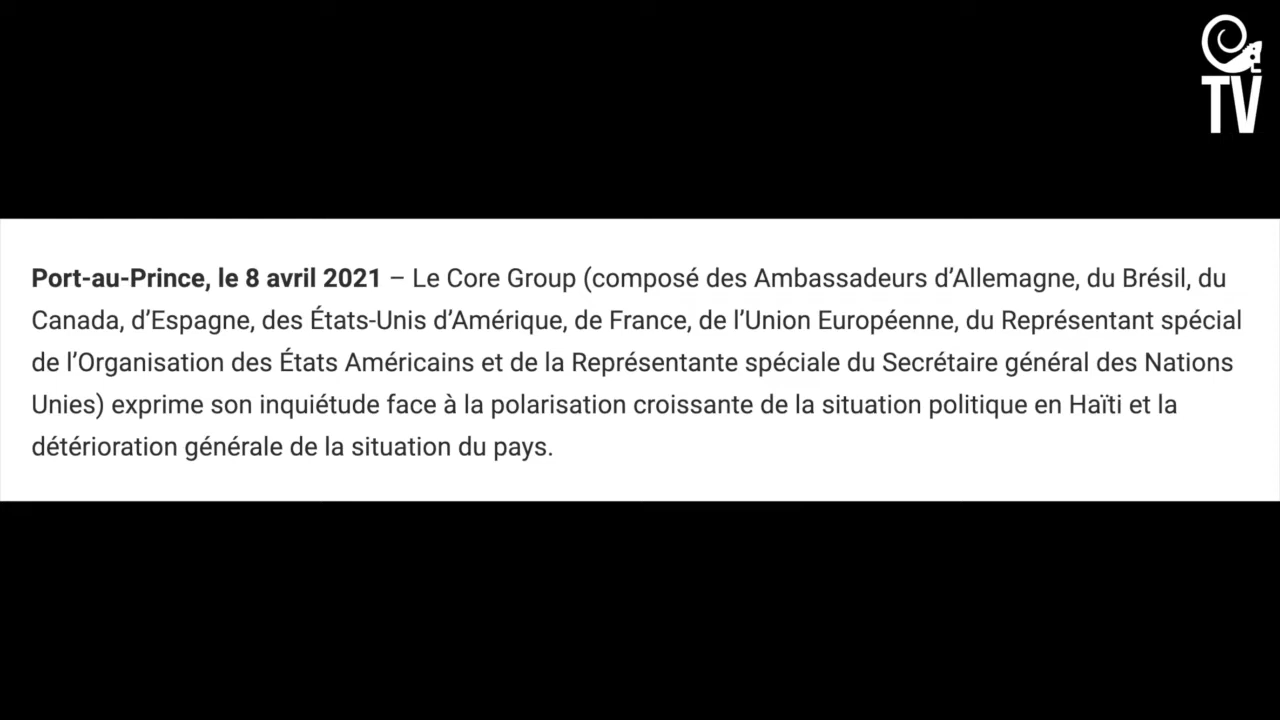 TV
Port-au-Prince, le 8 avril 2021 – Le Core Group (composé des Ambassadeurs d’Allemagne, du Brésil, du
Canada, d’Espagne, des États-Unis d’Amérique, de France, de l’Union Européenne, du Représentant spécial
de l’Organisation des États Américains et de la Représentante spéciale du Secrétaire général des Nations
Unies) exprime son inquiétude face à la polarisation croissante de la situation politique en Haïti et la
détérioration générale de la situation du pays.